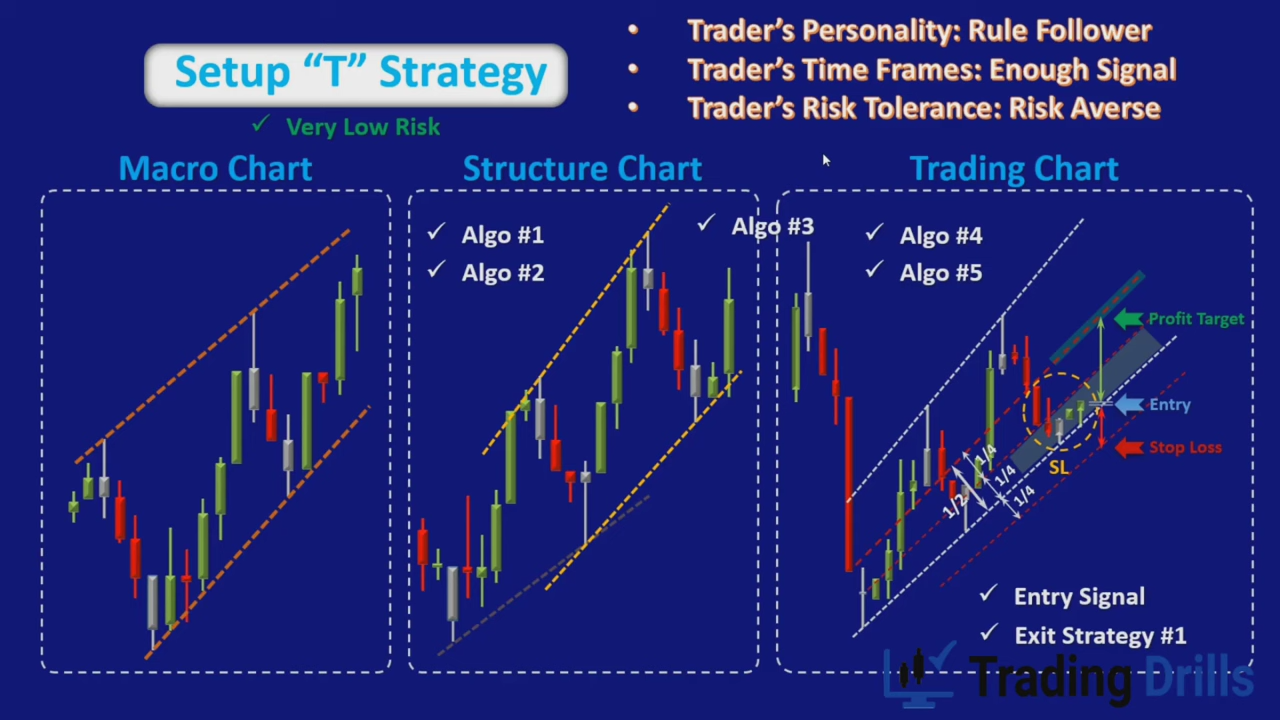 Setup “T” Strategy
✓ Very Low Risk
• Trader’s Personality: Rule Follower
• Trader’s Time Frames: Enough Signal
• Trader’s Risk Tolerance: Risk Averse
Macro Chart
Structure Chart
✓ Algo #1
✓ Algo #2
✓ Algo #3
Trading Chart
✓ Algo #4
✓ Algo #5
Profit Target
Entry
Stop Loss
SL
1/4
1/4
1/2
1/4
✓ Entry Signal
✓ Exit Strategy #1
Trading Drills